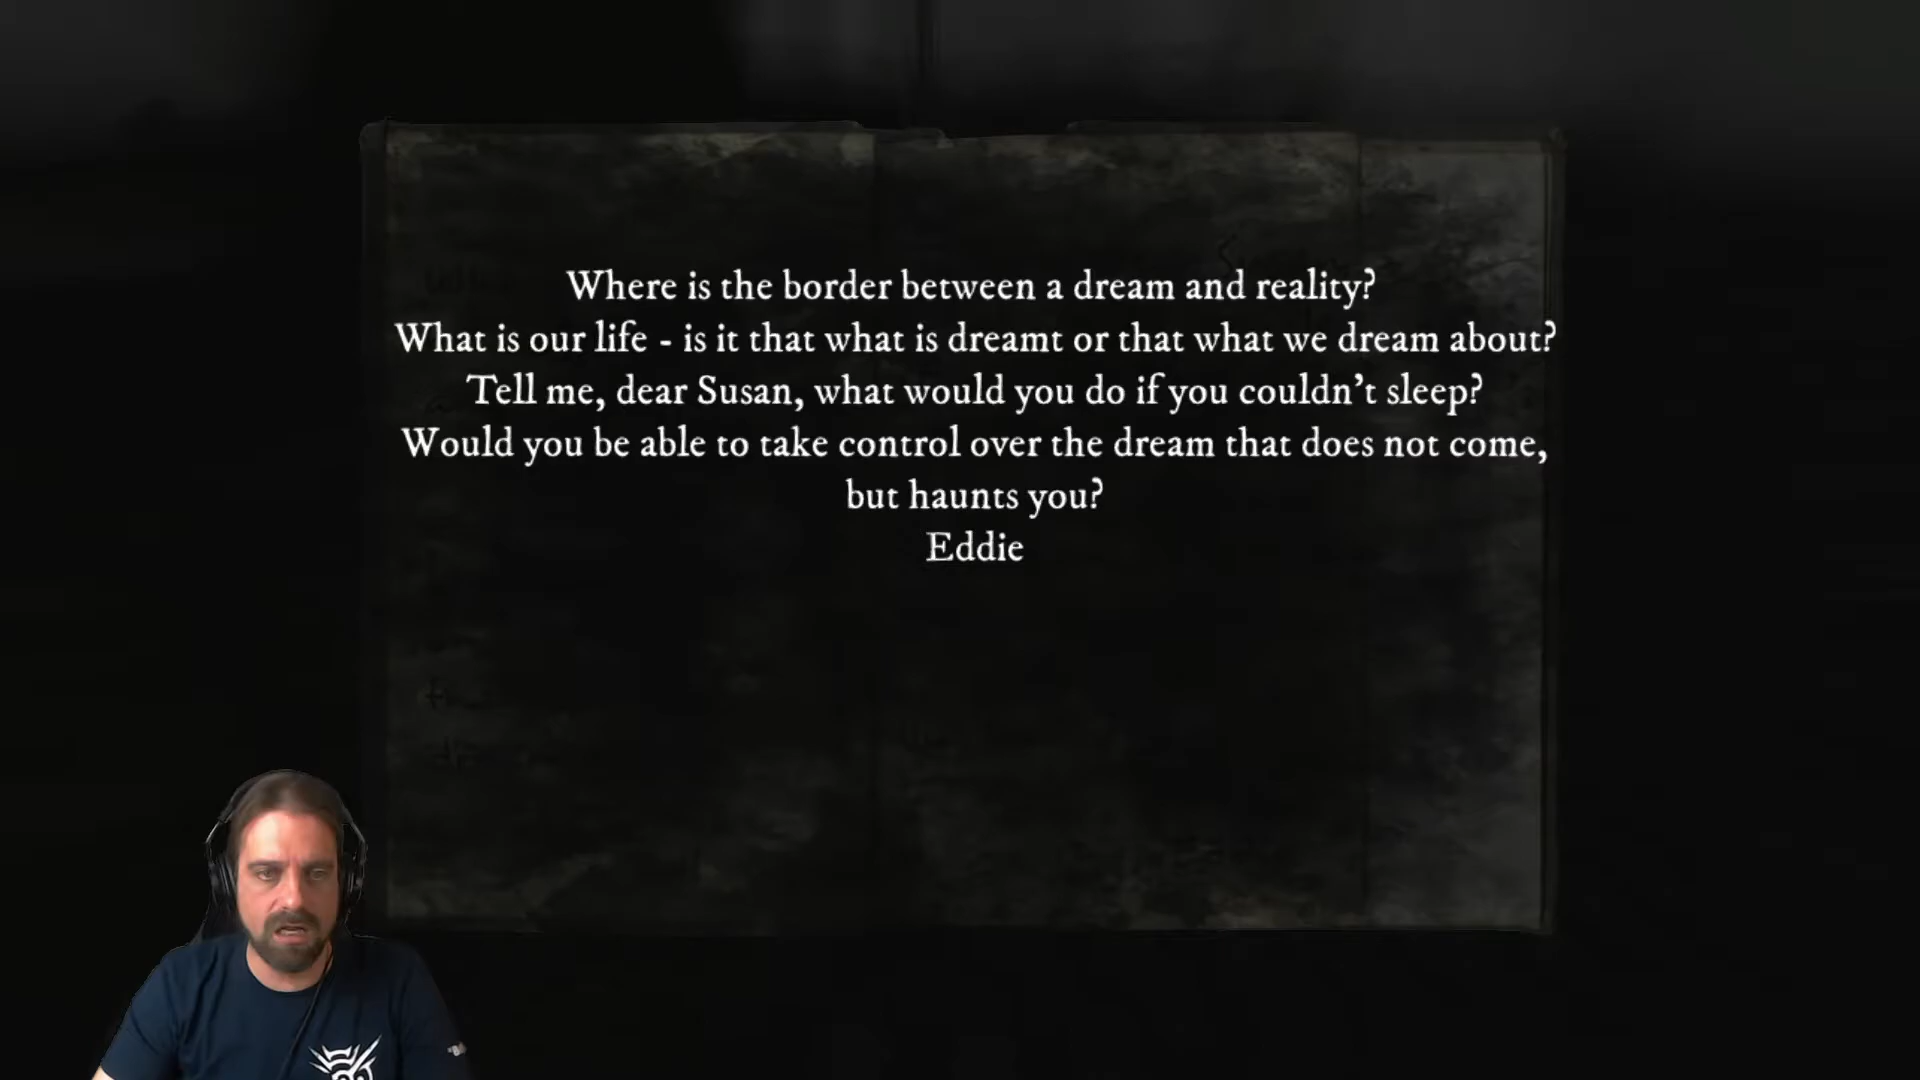 Where is the border between a dream and reality?
What is our life - is it that what is dreamt or that what we dream about?
Tell me, dear Susan, what would you do if you couldn't sleep?
Would you be able to take control over the dream that does not come,
but haunts you?
Eddie